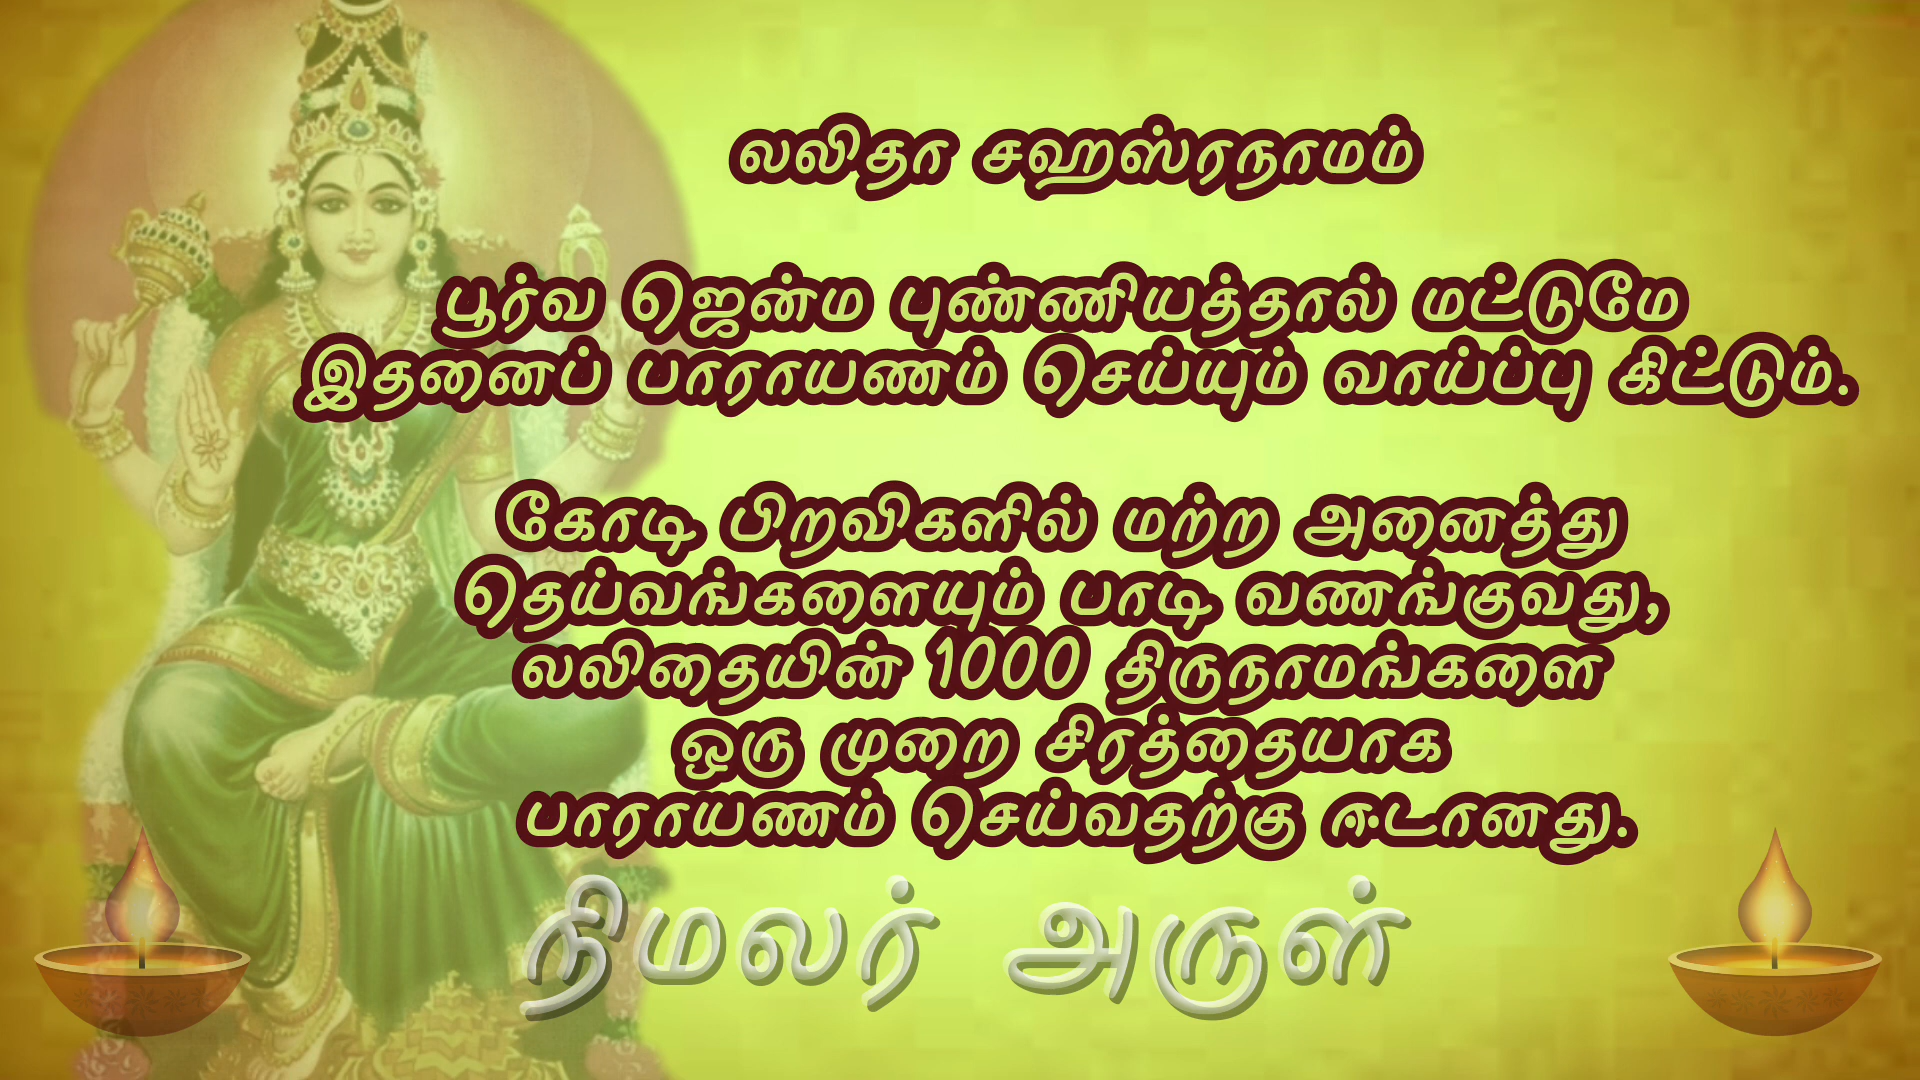 லலிதா சஹஸ்ரநாமம்
பூர்வ ஜென்ம புண்ணியத்தால் மட்டுமே
இதனைப் பாராயணம் செய்யும் வாய்ப்பு கிட்டும்.
கோடி பிறவிகளில் மற்ற அனைத்து
தெய்வங்களையும் பாடி வணங்குவது,
லலிதையின் 1000 திருநாமங்களை
ஒரு முறை சிரத்தையாக
பாராயணம் செய்வதற்கு ஈடானது.
நிமலர் அருள்